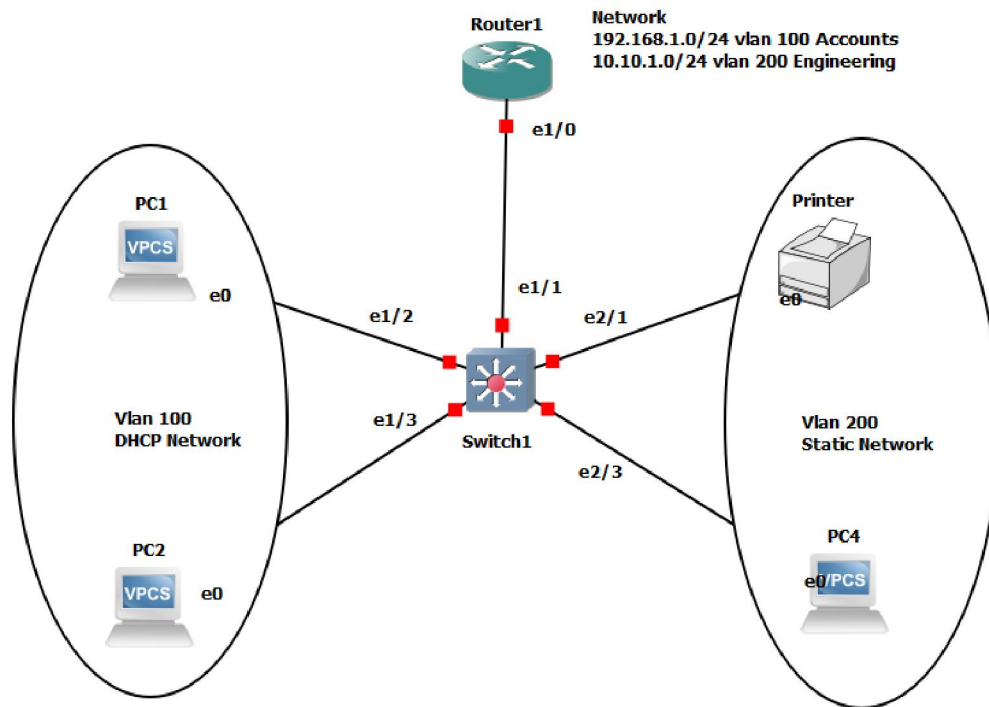 Router1
Network
192.168.1.0/24 vlan 100 Accounts
10.10.1.0/24 vlan 200 Engineering
e1/0
PC1
VPCS
e0
Printer
e0
e1/1
e1/2
e2/1
Vlan 100
DHCP Network
e1/3
Switch1
Vlan 200
Static Network
e2/3
PC2
VPCS
e0
PC4
e0/PCS